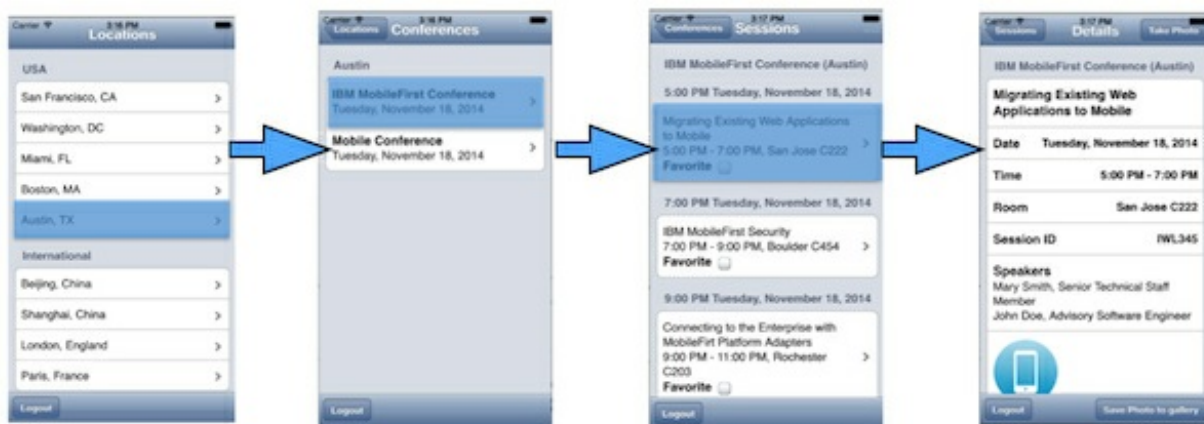 Carrier 3:16 PM
Locations
USA
San Francisco, CA
Washington, DC
Miami, FL
Boston, MA
Austin, TX
International
Beijing, China
Shanghai, China
London, England
Paris, France
Logout
Carrier 3:16 PM
Locations Conferences
Austin
IBM MobileFirst Conference
Tuesday, November 18, 2014
Mobile Conference
Tuesday, November 18, 2014
Logout
Carrier 3:17 PM
Conferences Sessions
IBM MobileFirst Conference (Austin)
5:00 PM Tuesday, November 18, 2014
Migrating Existing Web Applications
to Mobile
5:00 PM - 7:00 PM, San Jose C222
Favorite
7:00 PM Tuesday, November 18, 2014
IBM MobileFirst Security
7:00 PM - 9:00 PM, Boulder C454
Favorite
9:00 PM Tuesday, November 18, 2014
Connecting to the Enterprise with
MobileFirt Platform Adapters
9:00 PM - 11:00 PM, Rochester
C203
Favorite
Logout
Carrier 3:17 PM
Sessions Details Take Photo
IBM MobileFirst Conference (Austin)
Migrating Existing Web
Applications to Mobile
Date Tuesday, November 18, 2014
Time 5:00 PM - 7:00 PM
Room San Jose C222
Session ID IWL345
Speakers
Mary Smith, Senior Technical Staff
Member
John Doe, Advisory Software Engineer
Logout Save Photo to gallery